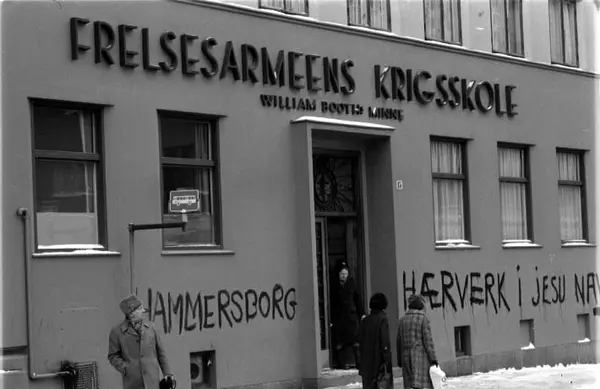 FRELSESARMEENS KRIGSSKOLE
WILLIAM BOOTHS MINNE
HAMMERSBORG
HÆRVERK i JESU NAV